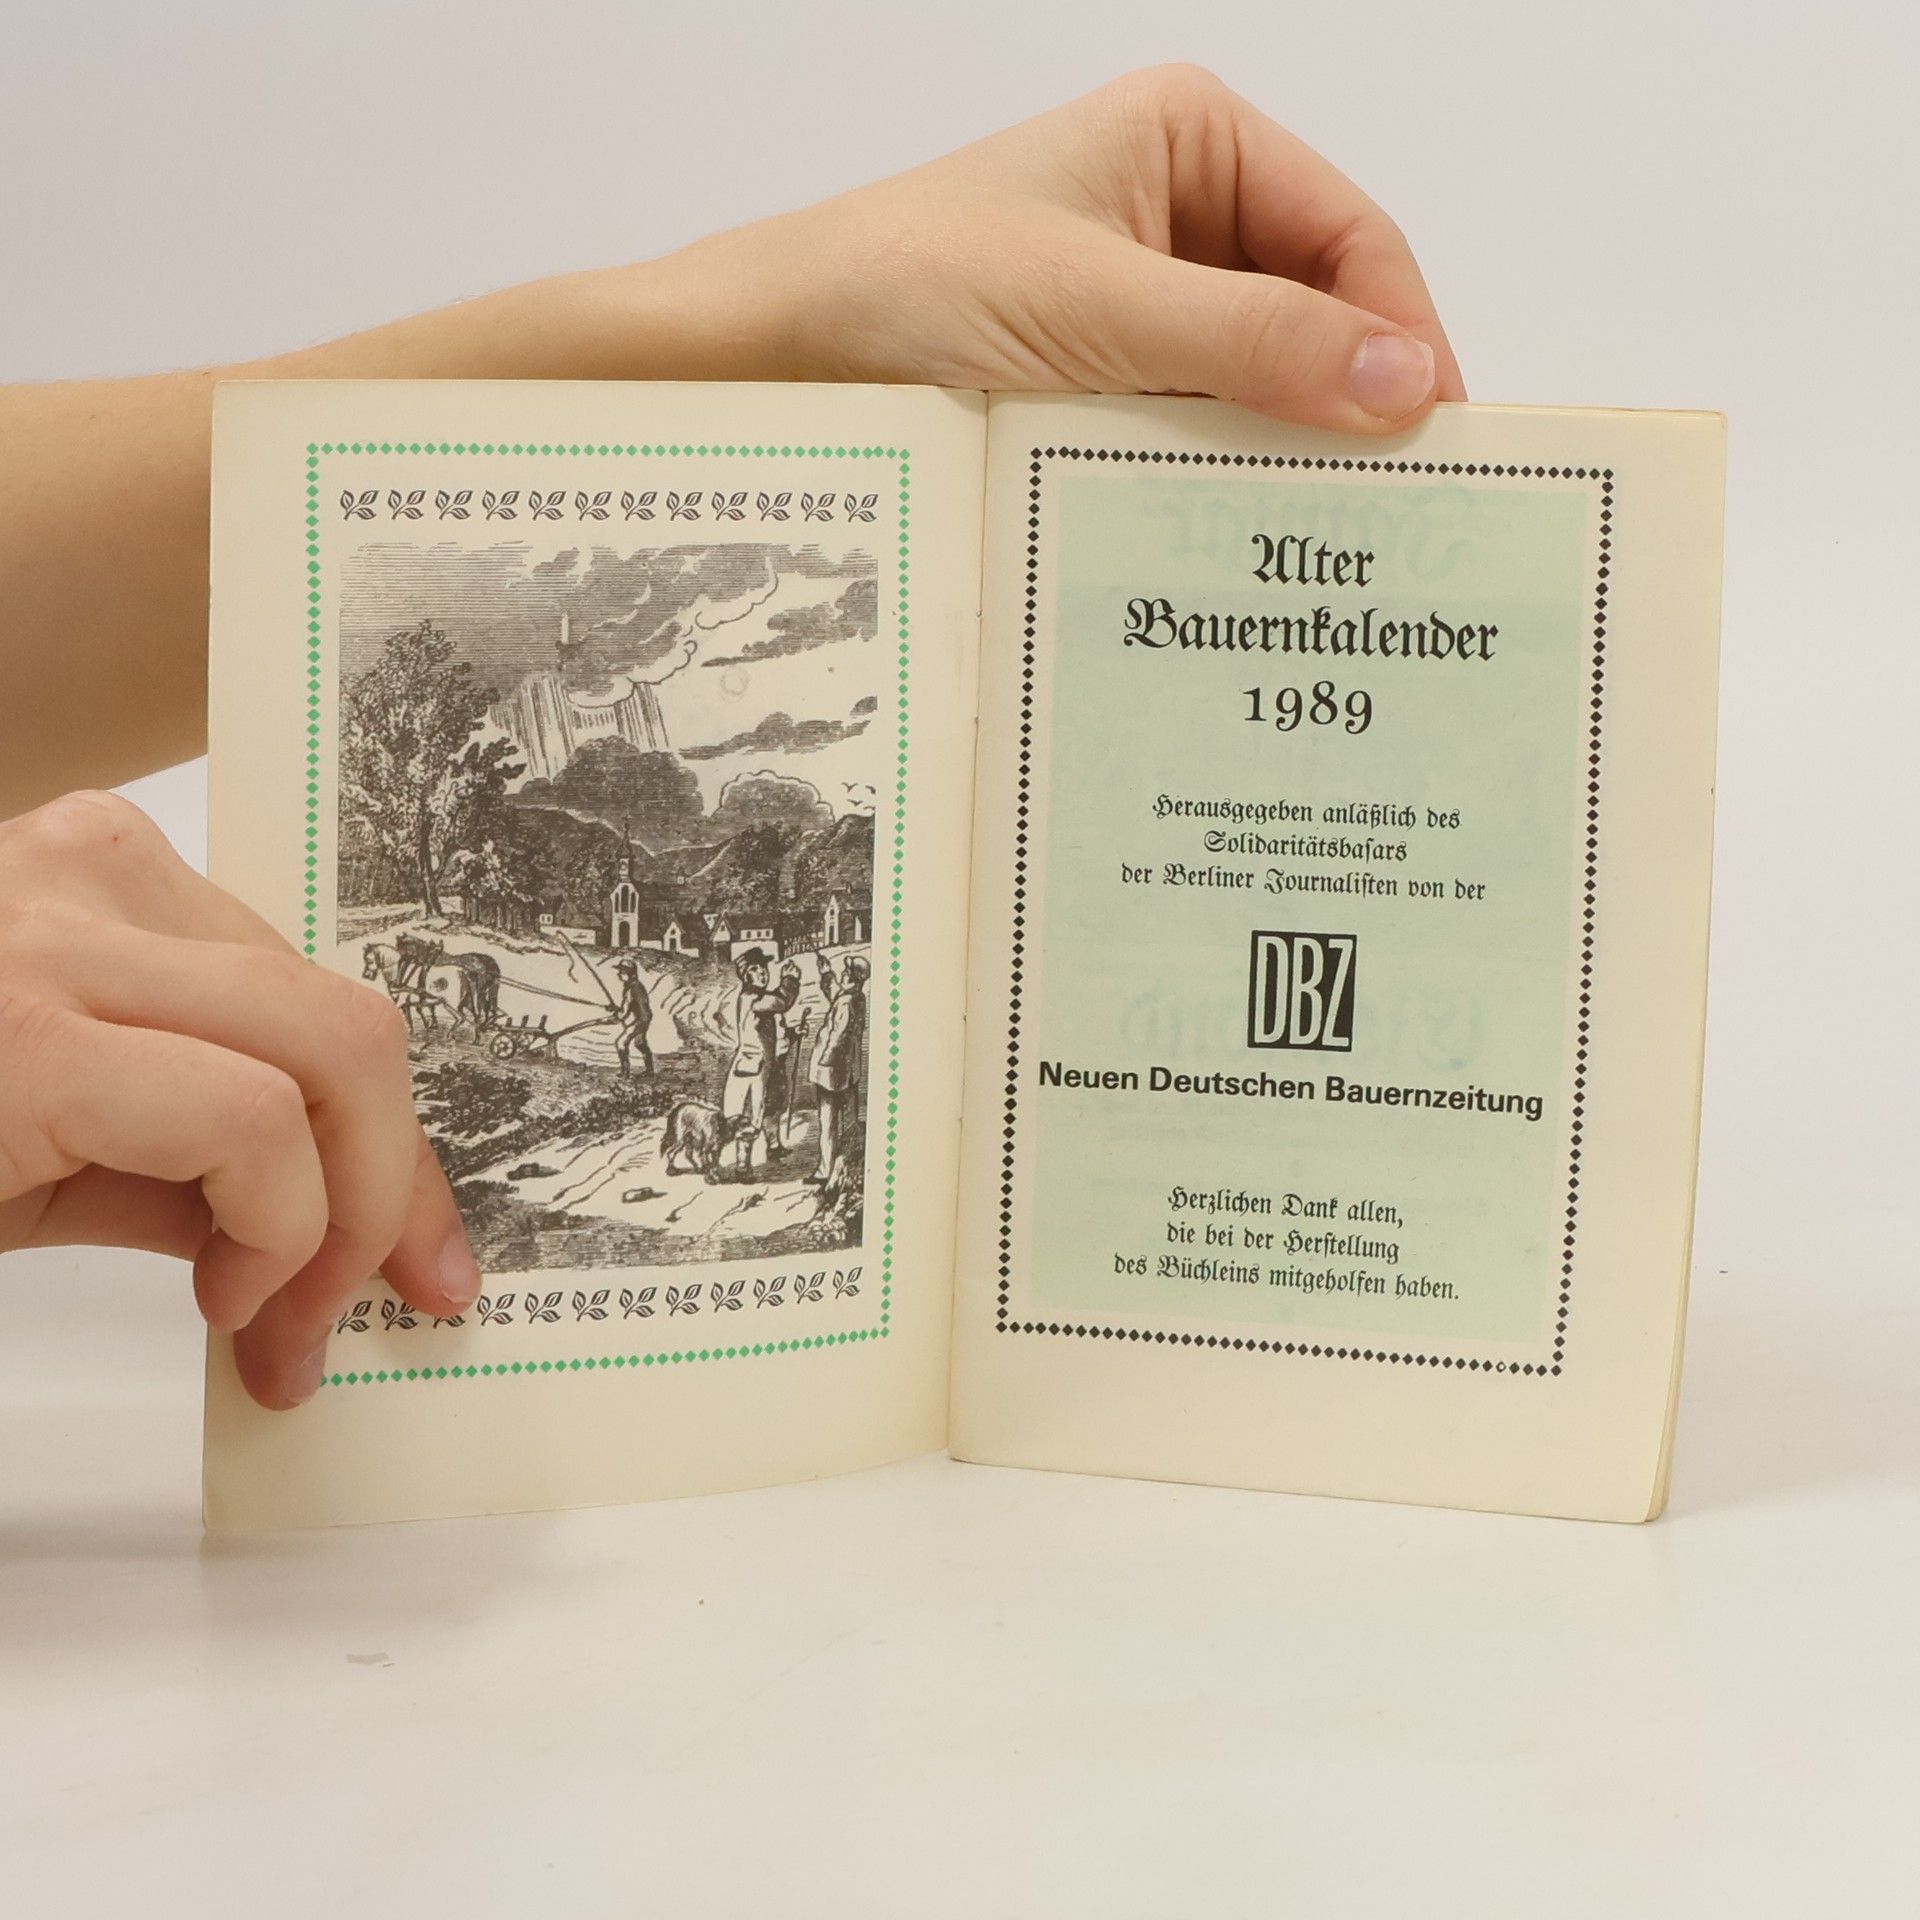 Alter
Bauernkalender
1989
Herausgegeben anläßlich des
Solidaritätsbasars
der Berliner Journalisten von der
DBZ
Neuen Deutschen Bauernzeitung
Herzlichen Dank allen,
die bei der Herstellung
des Büchleins mitgeholfen haben.